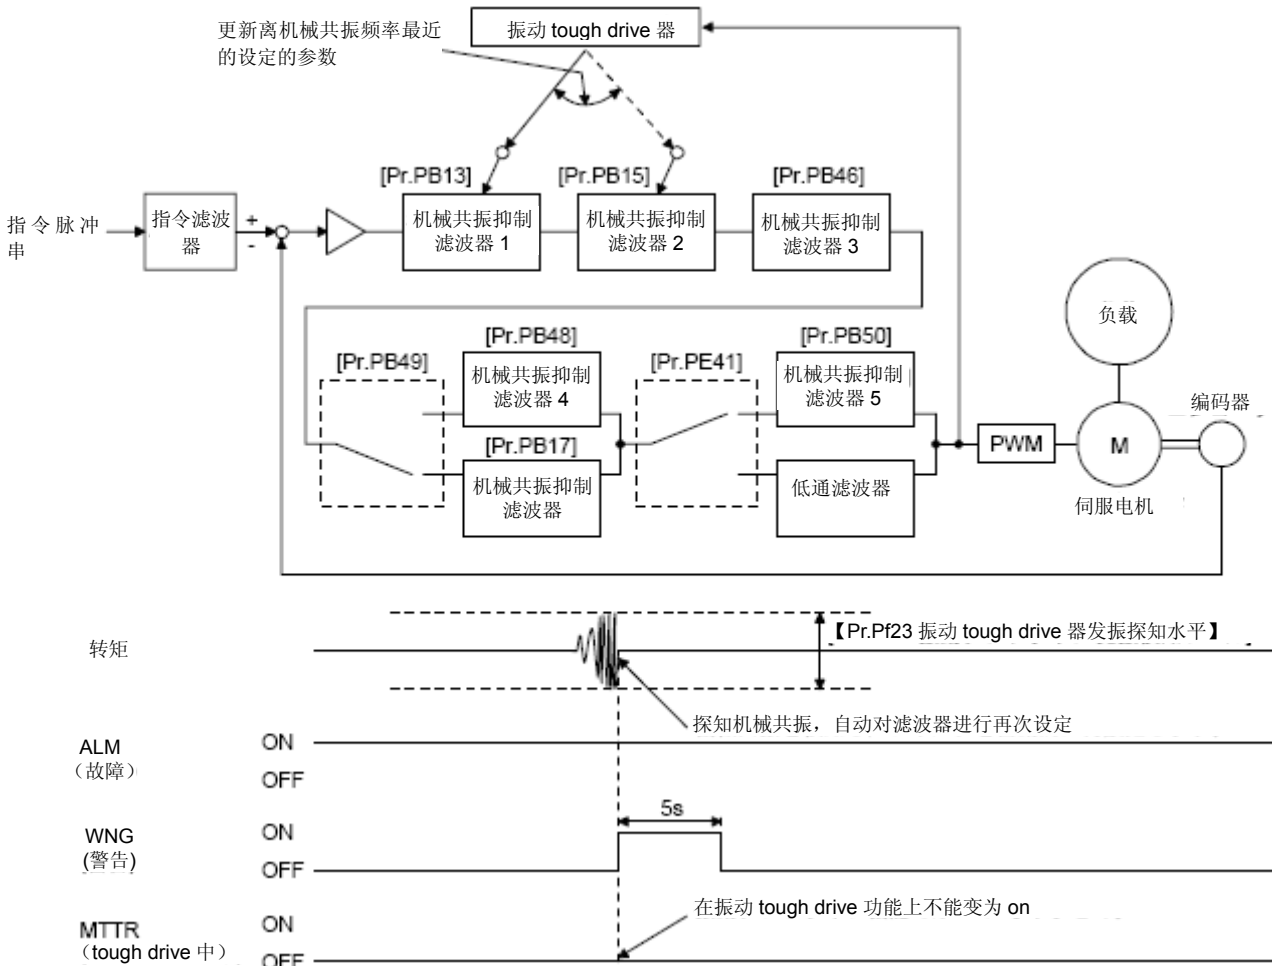 更新离机械共振频率最近
的设定的参数
振动 tough drive 器
[Pr.PB13]
[Pr.PB15]
[Pr.PB46]
指令脉冲
串
指令滤波
器
+
-
机械共振抑制
滤波器 1
机械共振抑制
滤波器 2
机械共振抑制
滤波器 3
负载
[Pr.PB48]
[Pr.PB50]
[Pr.PB49]
[Pr.PE41]
机械共振抑制
滤波器 4
机械共振抑制
滤波器 5
编码器
[Pr.PB17]
机械共振抑制
滤波器
低通滤波器
PWM
M
伺服电机
转矩
【Pr.Pf23 振动 tough drive 器发振探知水平】
探知机械共振，自动对滤波器进行再次设定
ALM
（故障）
ON
OFF
5s
WNG
(警告)
ON
OFF
在振动 tough drive 功能上不能变为 on
MTTR
（tough drive 中）
ON
OFF